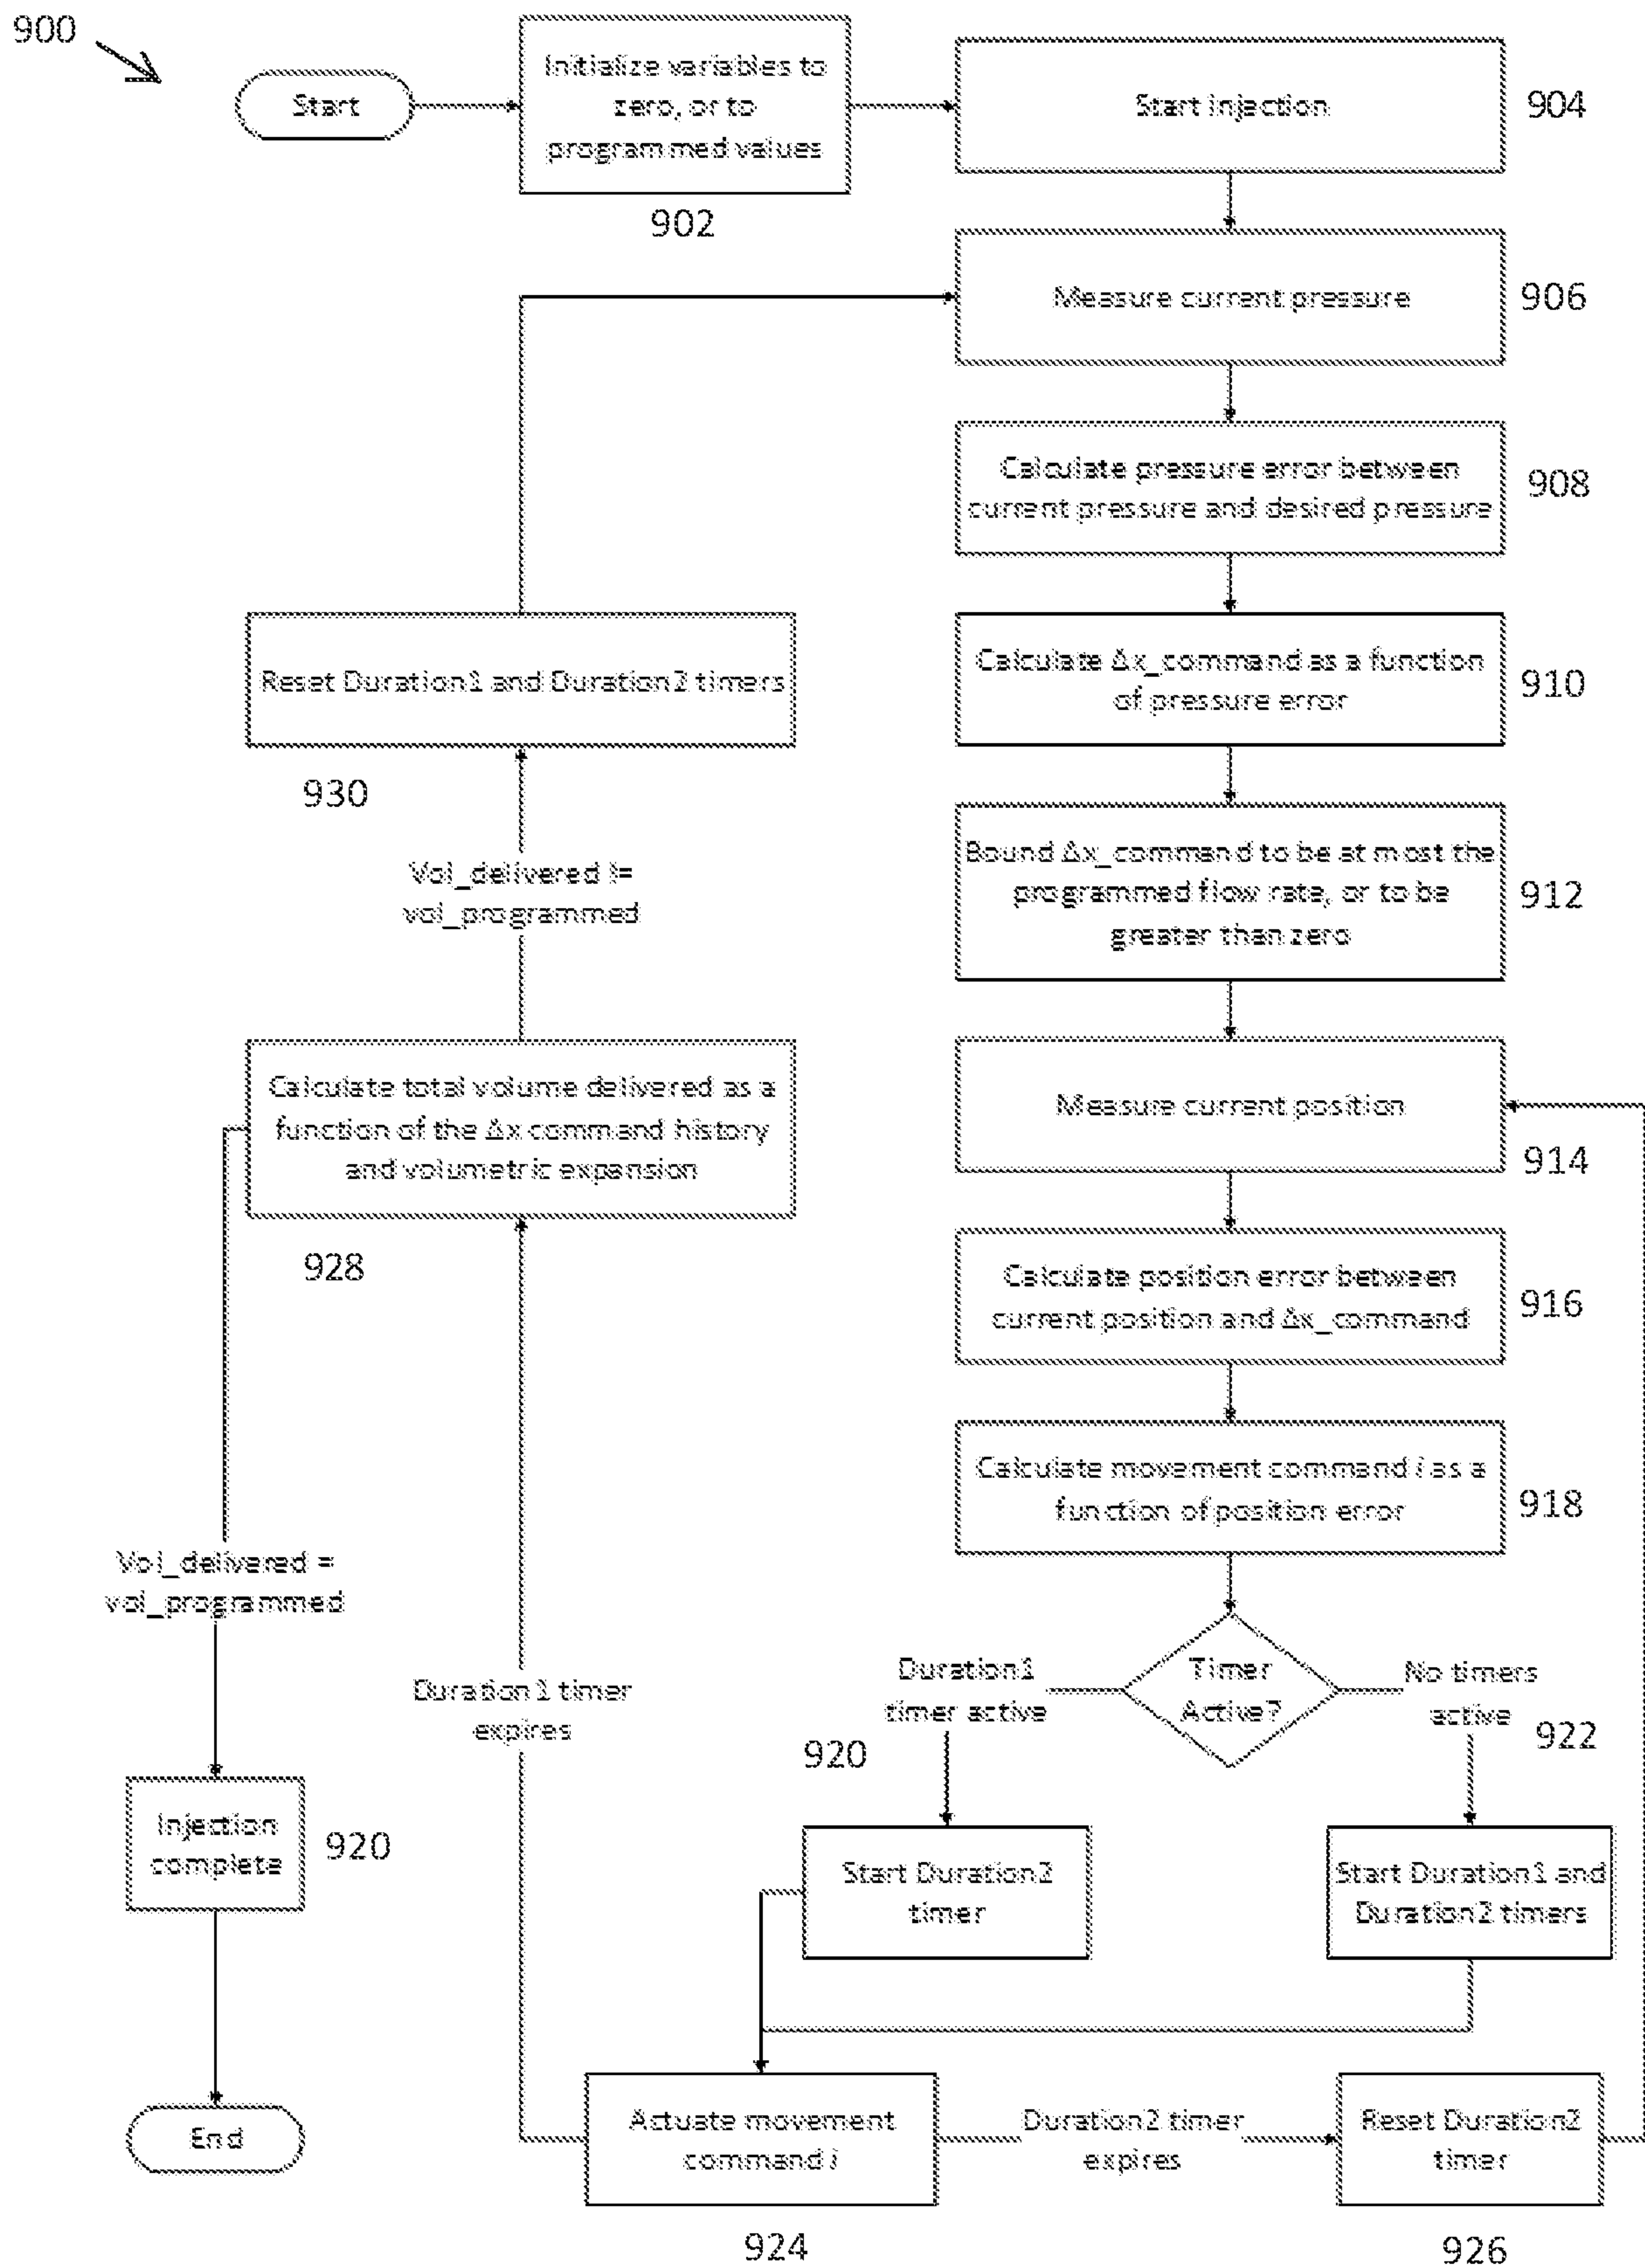 900
Start
Initialize variables to
zero, or to
programmed values
902
Start injection
904
Measure current pressure
906
Calculate pressure error between
current pressure and desired pressure
908
Calculate Δx_command as a function
of pressure error
910
Bound Δx_command to be at most the
programmed flow rate, or to be
greater than zero
912
Measure current position
914
Calculate position error between
current position and Δx_command
916
Calculate movement command i as a
function of position error
918
Timer
Active?
Duration1
timer active
No timers
active
920
922
Start Duration2
timer
Start Duration1 and
Duration2 timers
Actuate movement
command i
924
Duration2 timer
expires
Reset Duration2
timer
926
Duration1 timer
expires
Calculate total volume delivered as a
function of the Δx command history
and volumetric expansion
928
Vol_delivered !=
vol_programmed
Reset Duration1 and Duration2 timers
930
Vol_delivered =
vol_programmed
Injection
complete
920
End